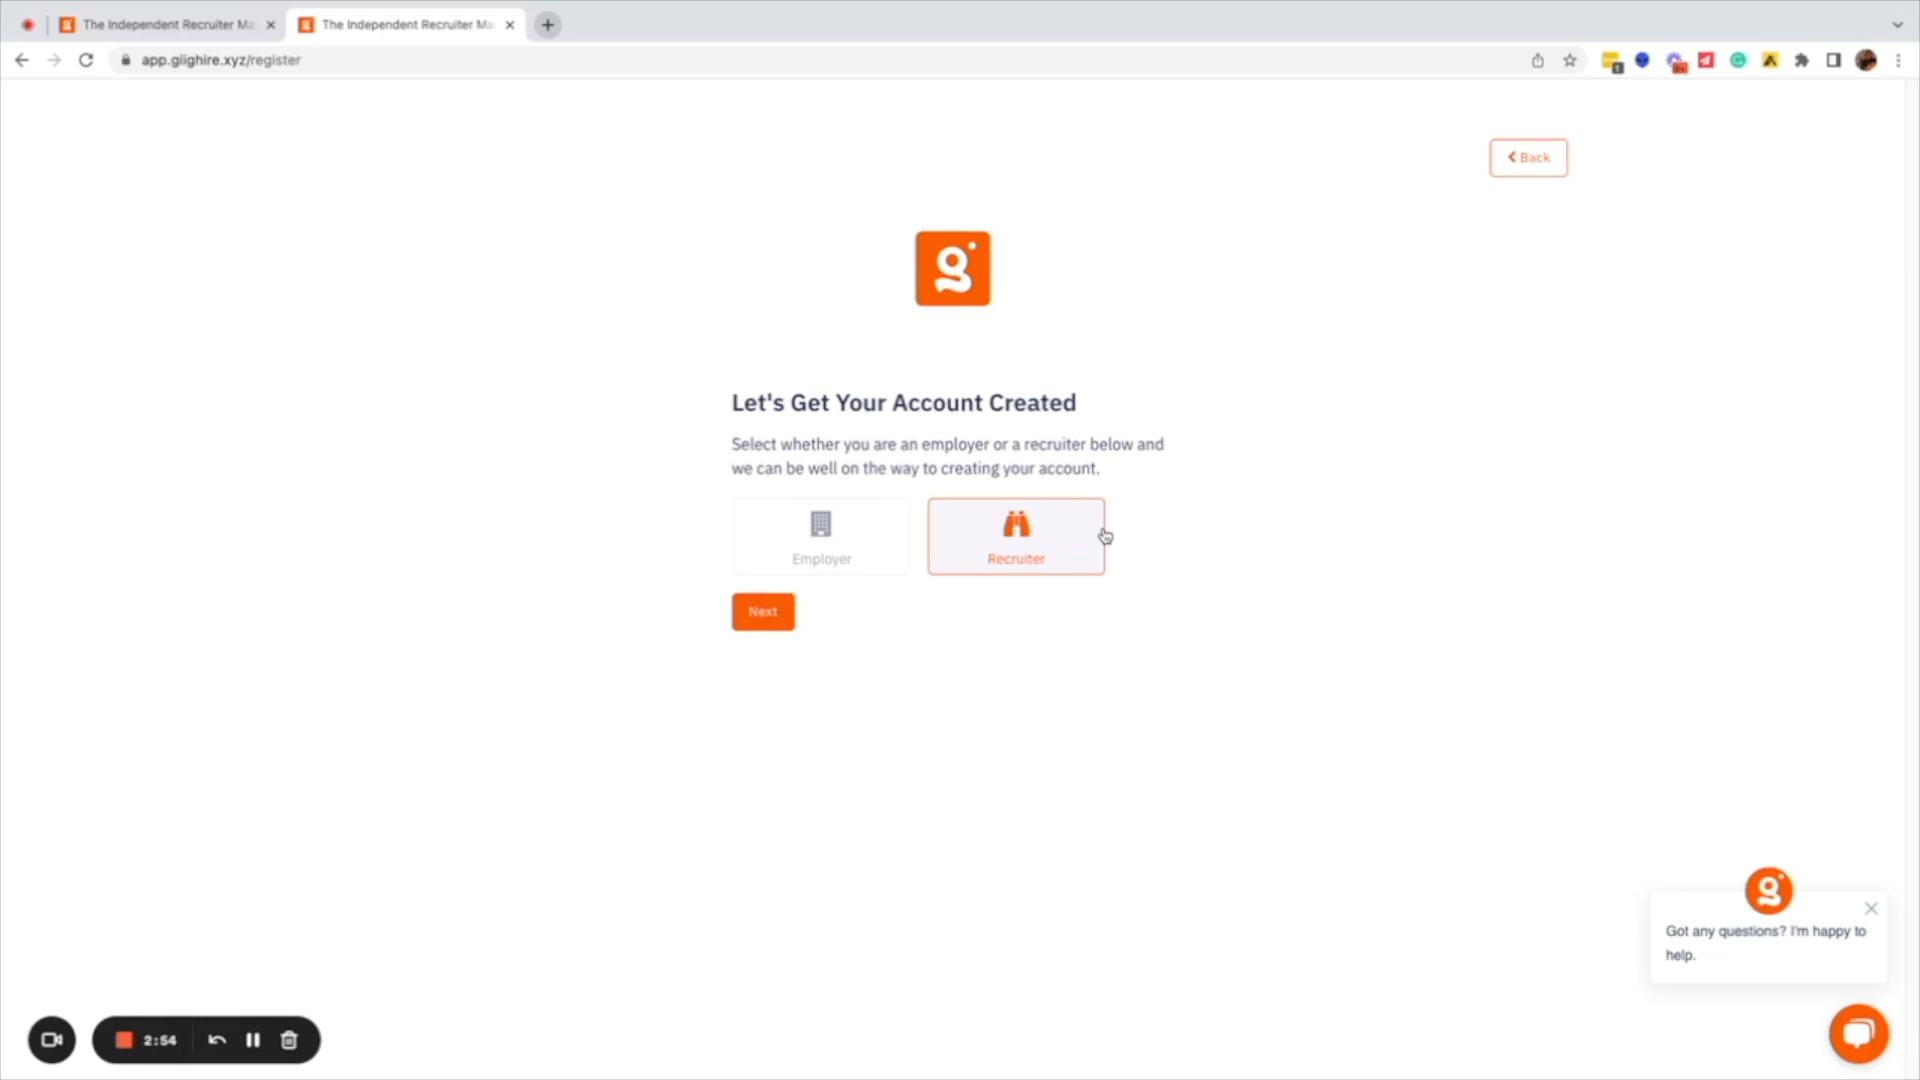 The Independent Recruiter Ma
The Independent Recruiter Ma
app.giighire.xyz/register
Back
g
Let's Get Your Account Created
Select whether you are an employer or a recruiter below and
we can be well on the way to creating your account.
Employer
Recruiter
Next
Got any questions? I'm happy to
help.
2:54